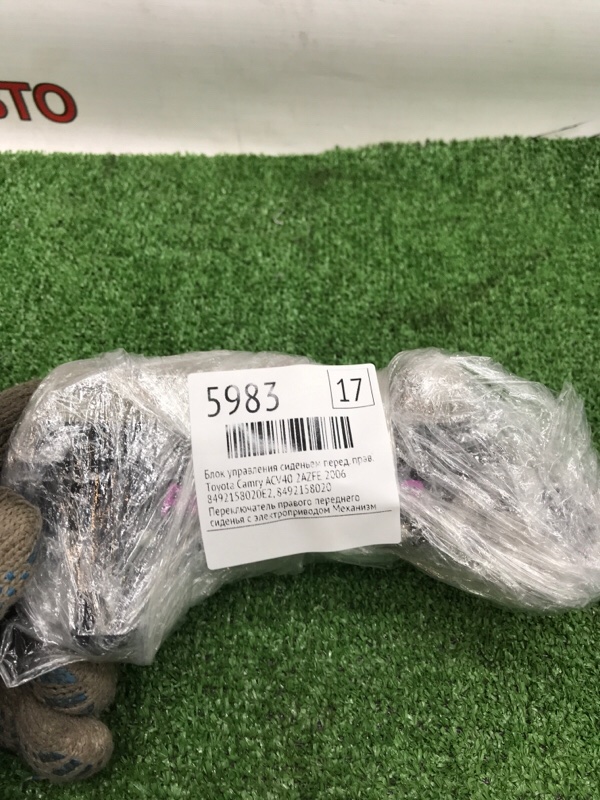 ВТО
5983 17
Блок управления сиденьем перед. прав.
Toyota Camry ACV40 2AZFE 2006
8492158020E2, 8492158020
Переключатель правого переднего
сиденья с электроприводом Механизм